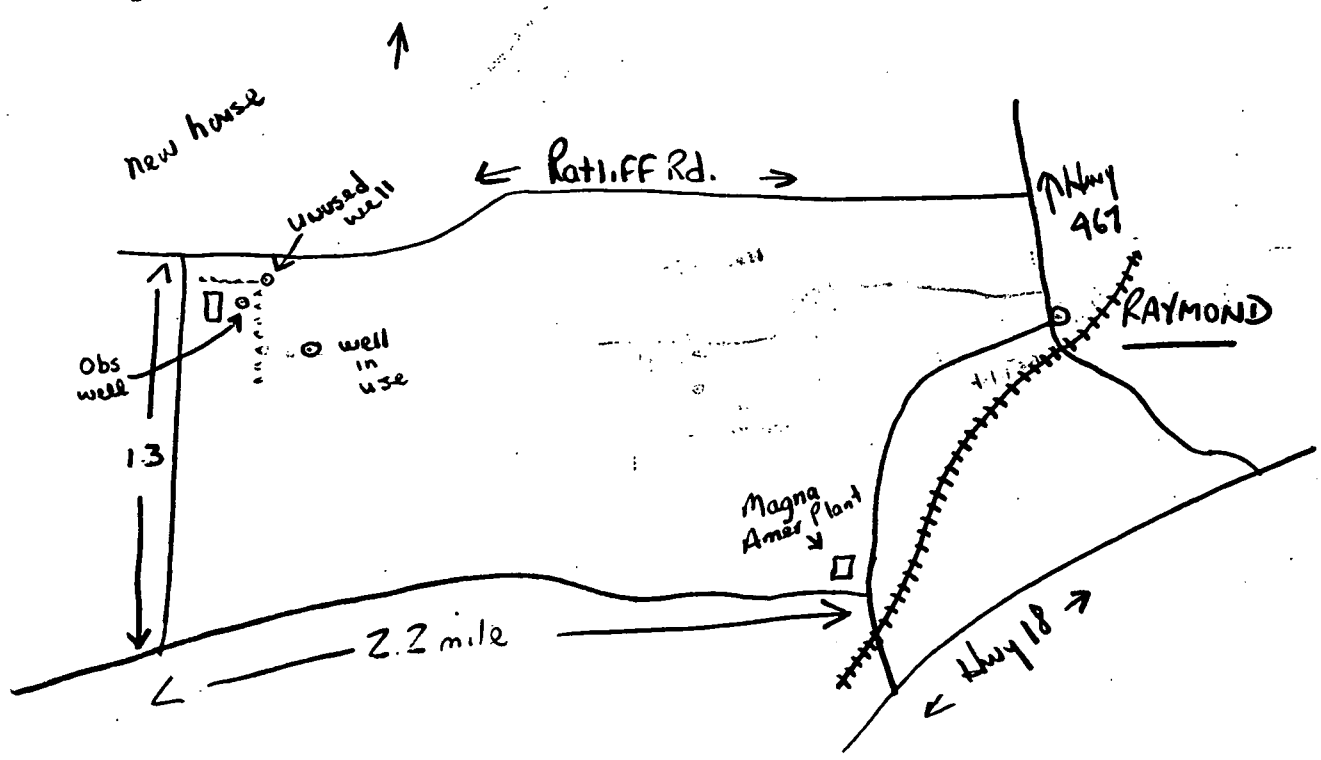 new house
Ratliff Rd.
unused
well
Hwy
467
RAYMOND
Obs
well
well
in
use
1.3
Magna
Amer Plant
2.2 mile
Hwy 18